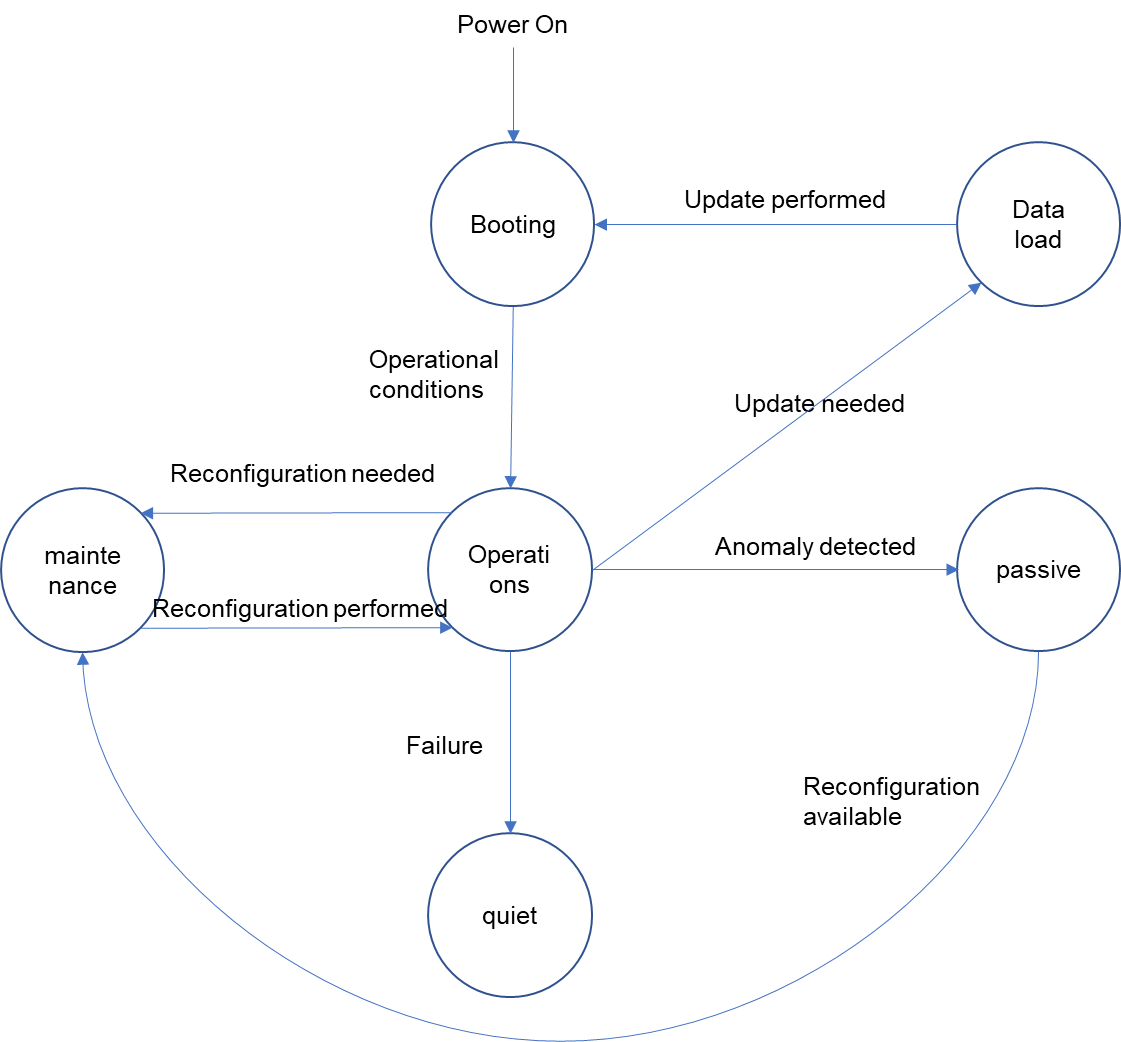 Power On
Booting
Update performed
Data
load
Operational
conditions
Update needed
Reconfiguration needed
mainte
nance
Operati
ons
Anomaly detected
passive
Reconfiguration performed
Failure
Reconfiguration
available
quiet